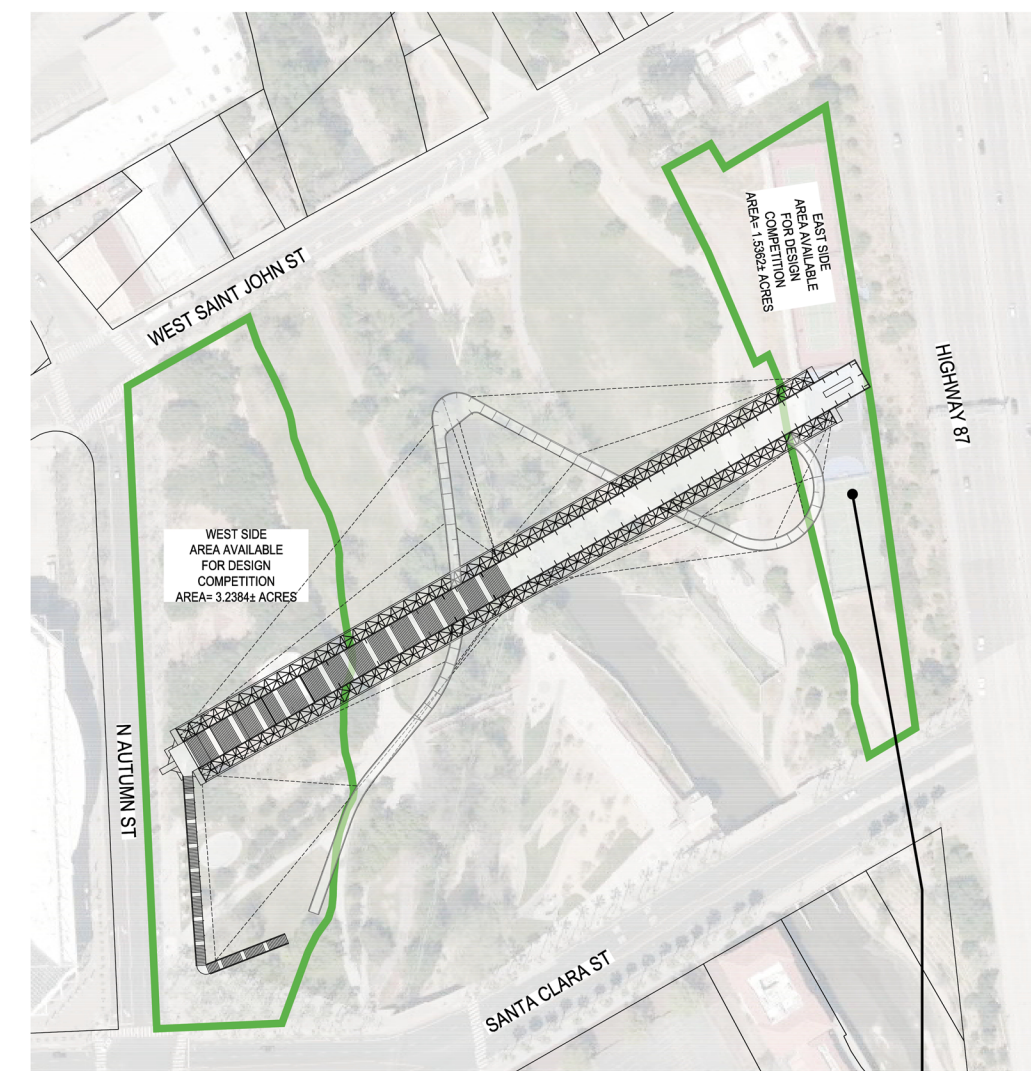 WEST SAINT JOHN ST
EAST SIDE
AREA AVAILABLE
FOR DESIGN
COMPETITION
AREA= 1.5362± ACRES
HIGHWAY 87
WEST SIDE
AREA AVAILABLE
FOR DESIGN
COMPETITION
AREA= 3.2384± ACRES
N AUTUMN ST
SANTA CLARA ST